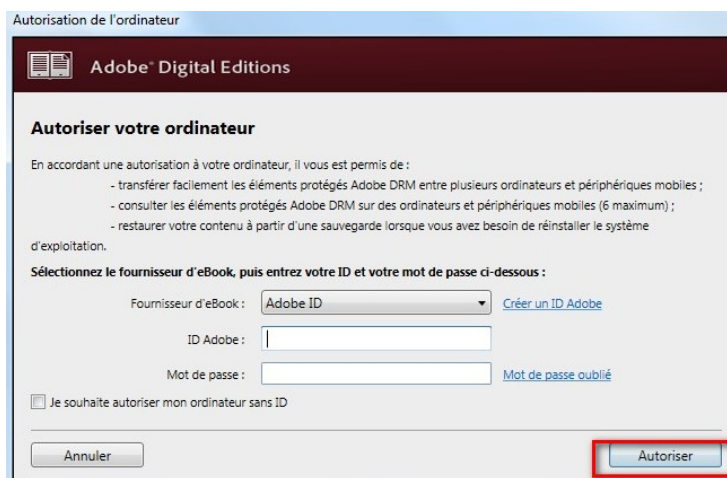 Autorisation de l'ordinateur
Adobe® Digital Editions
Autoriser votre ordinateur
En accordant une autorisation à votre ordinateur, il vous est permis de :
- transférer facilement les éléments protégés Adobe DRM entre plusieurs ordinateurs et périphériques mobiles ;
- consulter les éléments protégés Adobe DRM sur des ordinateurs et périphériques mobiles (6 maximum) ;
- restaurer votre contenu à partir d'une sauvegarde lorsque vous avez besoin de réinstaller le système
d'exploitation.
Sélectionnez le fournisseur d'eBook, puis entrez votre ID et votre mot de passe ci-dessous :
Fournisseur d'eBook : Adobe ID Créer un ID Adobe
ID Adobe :
Mot de passe : Mot de passe oublié
Je souhaite autoriser mon ordinateur sans ID
Annuler Autoriser